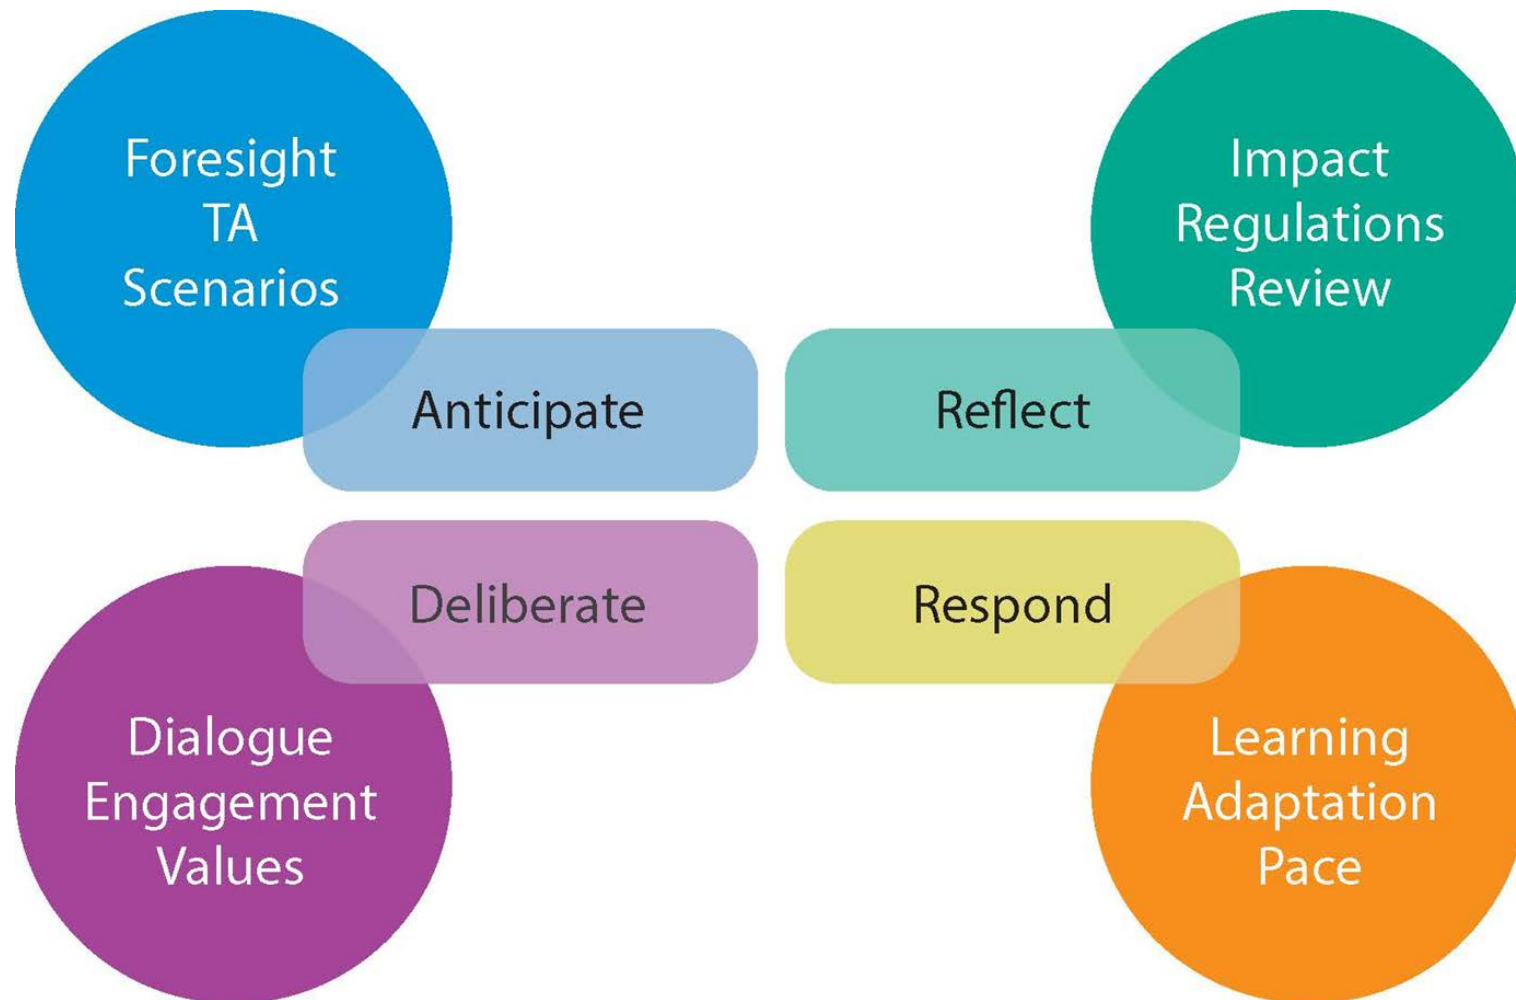 Foresight
TA
Scenarios
Impact
Regulations
Review
Anticipate
Reflect
Deliberate
Respond
Dialogue
Engagement
Values
Learning
Adaptation
Pace